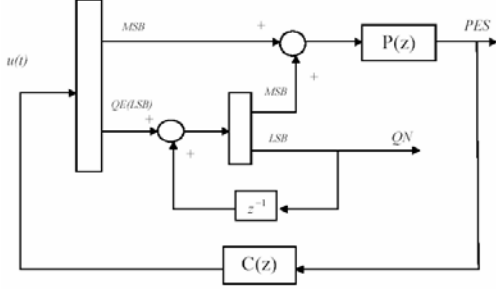 MSB
PES
P(z)
u(t)
+
+
QE(LSB)
MSB
+
+
LSB
QN
z⁻¹
C(z)